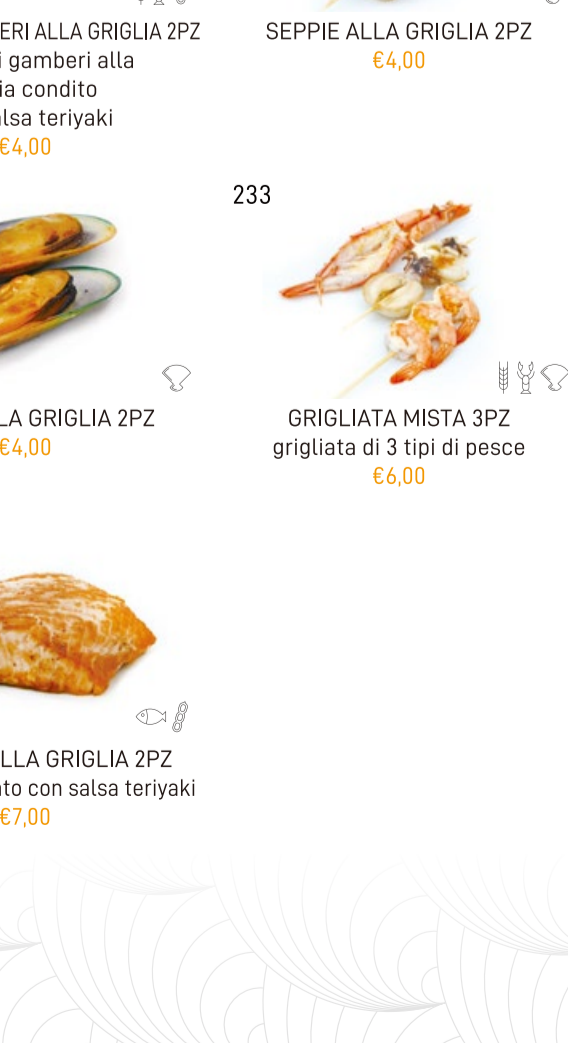 ERI ALLA GRIGLIA 2PZ
i gamberi alla
ia condito
alsa teriyaki
€4,00
SEPPIE ALLA GRIGLIA 2PZ
€4,00
LA GRIGLIA 2PZ
€4,00
233
GRIGLIATA MISTA 3PZ
grigliata di 3 tipi di pesce
€6,00
LLA GRIGLIA 2PZ
ato con salsa teriyaki
€7,00